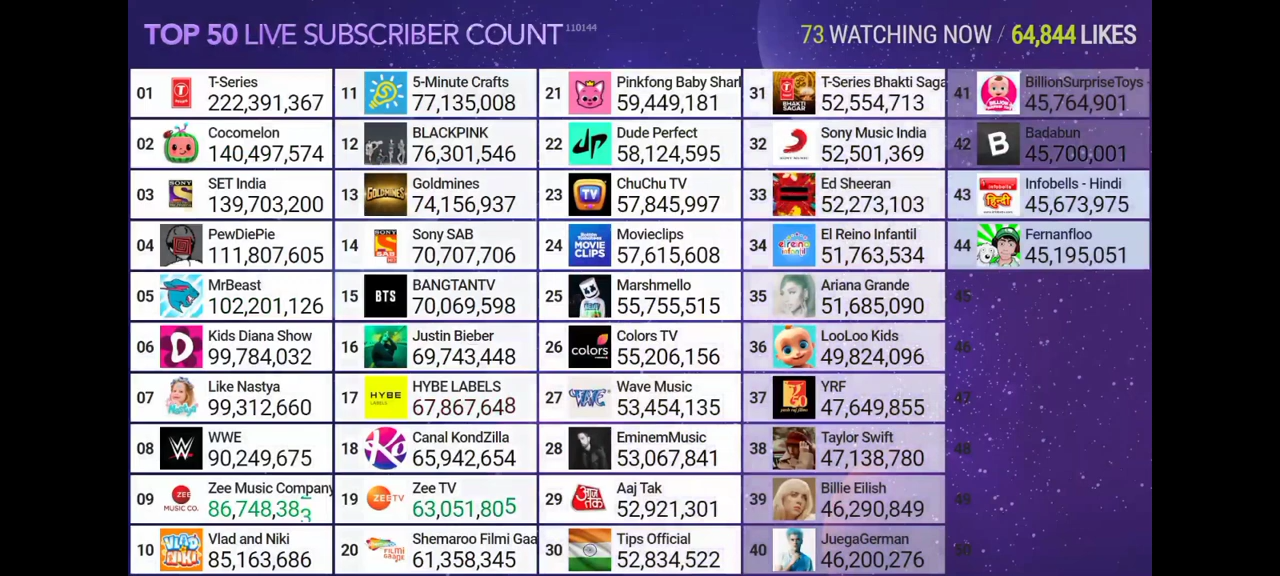 TOP 50 LIVE SUBSCRIBER COUNT 110144
73 WATCHING NOW / 64,844 LIKES
01 T-Series
222,391,367
02 Cocomelon
140,497,574
03 SET India
139,703,200
04 PewDiePie
111,807,605
05 MrBeast
102,201,126
06 Kids Diana Show
99,784,032
07 Like Nastya
99,312,660
08 WWE
90,249,675
09 Zee Music Company
86,748,383
10 Vlad and Niki
85,163,686
11 5-Minute Crafts
77,135,008
12 BLACKPINK
76,301,546
13 Goldmines
74,156,937
14 Sony SAB
70,707,706
15 BANGTANTV
70,069,598
16 Justin Bieber
69,743,448
17 HYBE LABELS
67,867,648
18 Canal KondZilla
65,942,654
19 Zee TV
63,051,805
20 Shemaroo Filmi Gaa
61,358,345
21 Pinkfong Baby Shar
59,449,181
22 Dude Perfect
58,124,595
23 ChuChu TV
57,845,997
24 Movieclips
57,615,608
25 Marshmello
55,755,515
26 Colors TV
55,206,156
27 Wave Music
53,454,135
28 EminemMusic
53,067,841
29 Aaj Tak
52,921,301
30 Tips Official
52,834,522
31 T-Series Bhakti Saga
52,554,713
32 Sony Music India
52,501,369
33 Ed Sheeran
52,273,103
34 El Reino Infantil
51,763,534
35 Ariana Grande
51,685,090
36 LooLoo Kids
49,824,096
37 YRF
47,649,855
38 Taylor Swift
47,138,780
39 Billie Eilish
46,290,849
40 JuegaGerman
46,200,276
41 BillionSurpriseToys -
45,764,901
42 Badabun
45,700,001
43 Infobells - Hindi
45,673,975
44 Fernanfloo
45,195,051
45
46
47
48
49
50